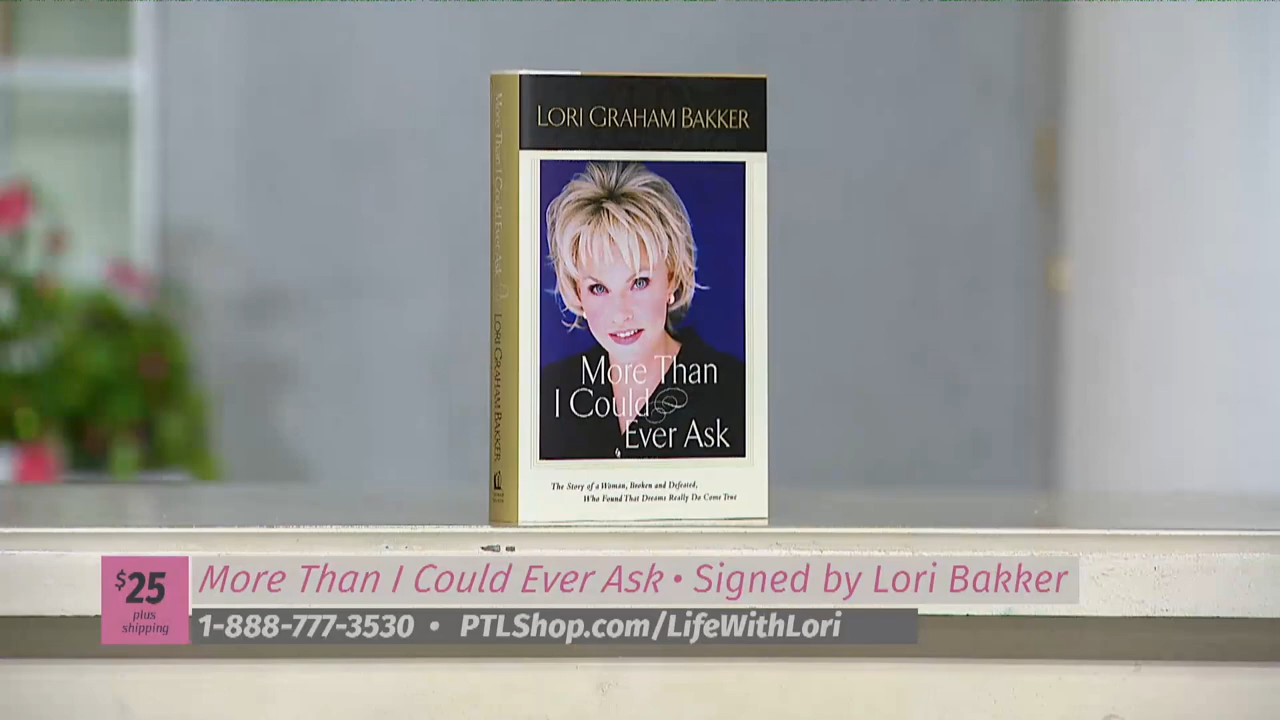 LORI GRAHAM BAKKER
More Than I Could Ever Ask
LORI GRAHAM BAKKER
More Than
I Could
Ever Ask
The Story of a Woman, Broken and Defeated,
Who Found That Dreams Really Do Come True
$25
plus
shipping
More Than I Could Ever Ask • Signed by Lori Bakker
1-888-777-3530 • PTLShop.com/LifeWithLori